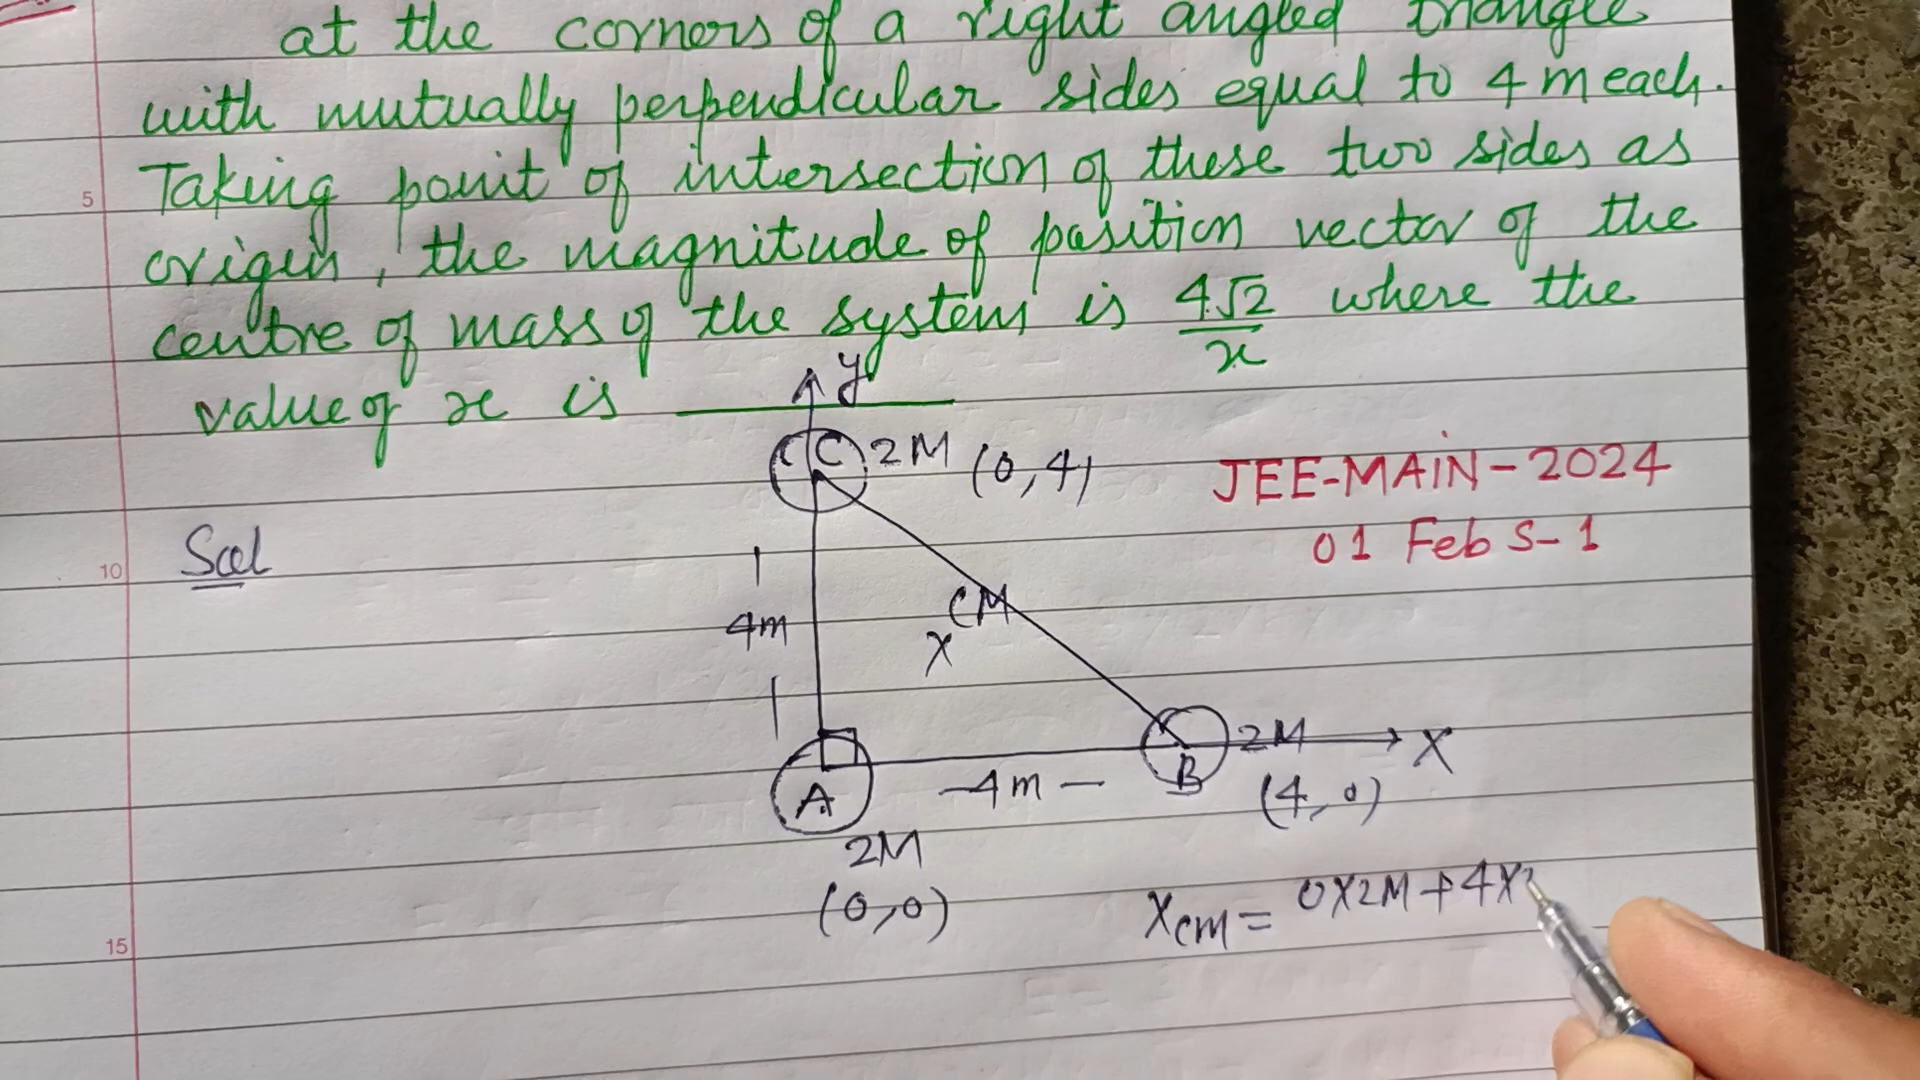 at the corners of a right angled triangle
with mutually perpendicular sides equal to 4 m each.
Taking point of intersection of these two sides as
origin, the magnitude of position vector of the
centre of mass of the system is 4√2/x where the
value of x is ____
y
C 2M (0,4)
JEE-MAIN-2024
01 Feb S-1
Sol
CM
x
4m
2M X
A -4m- B (4,0)
2M
(0,0)
Xcm = 0X2M+4X2
5
10
15